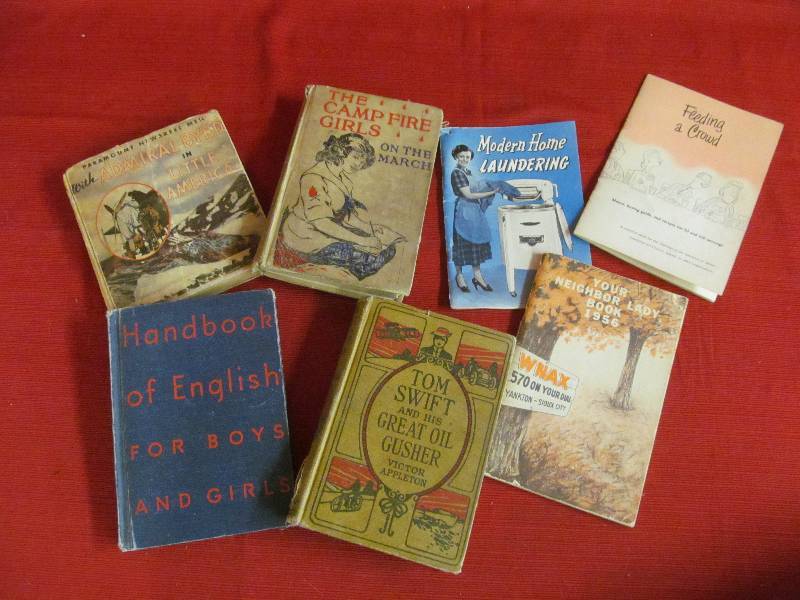 PARAMOUNT NEWSREEL MEN
With ADMIRAL BYRD
IN
LITTLE
AMERICA
THE
CAMP FIRE
GIRLS
ON THE
MARCH
Modern Home
LAUNDERING
Feeding
a Crowd
Handbook
of English
FOR BOYS
AND GIRLS
TOM
SWIFT
AND HIS
GREAT OIL
GUSHER
VICTOR
APPLETON
YOUR
NEIGHBOR LADY
BOOK
1956
WNAX
570 ON YOUR DIAL
YANKTON - SIOUX CITY